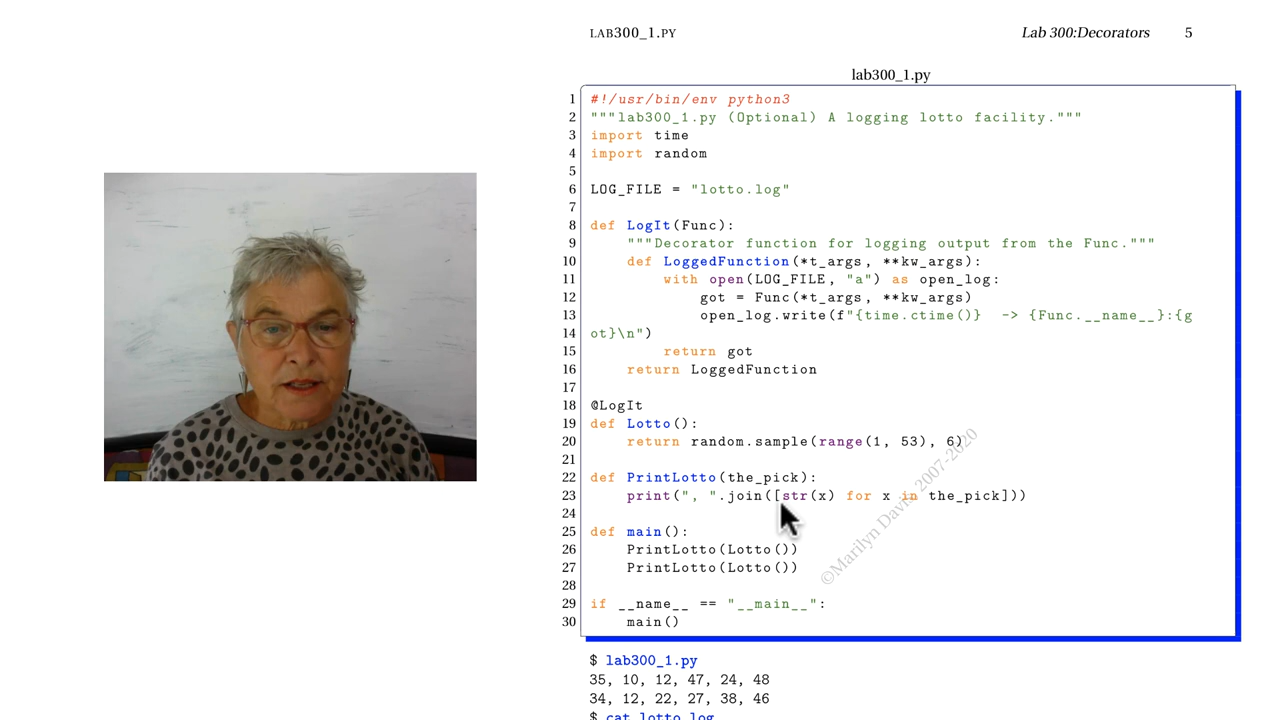 LAB300_1.PY
Lab 300:Decorators 5
lab300_1.py
1 #!/usr/bin/env python3
2 """lab300_1.py (Optional) A logging lotto facility."""
3 import time
4 import random
5
6 LOG_FILE = "lotto.log"
7
8 def LogIt(Func):
9     """Decorator function for logging output from the Func."""
10     def LoggedFunction(*t_args, **kw_args):
11         with open(LOG_FILE, "a") as open_log:
12             got = Func(*t_args, **kw_args)
13             open_log.write(f"{time.ctime()}  -> {Func.__name__}:{g
14 ot}\n")
15         return got
16     return LoggedFunction
17
18 @LogIt
19 def Lotto():
20     return random.sample(range(1, 53), 6)
21
22 def PrintLotto(the_pick):
23     print(", ".join([str(x) for x in the_pick]))
24
25 def main():
26     PrintLotto(Lotto())
27     PrintLotto(Lotto())
28
29 if __name__ == "__main__":
30     main()
©Marilyn Davis 2007-2020
$ lab300_1.py
35, 10, 12, 47, 24, 48
34, 12, 22, 27, 38, 46
$ cat lotto.log